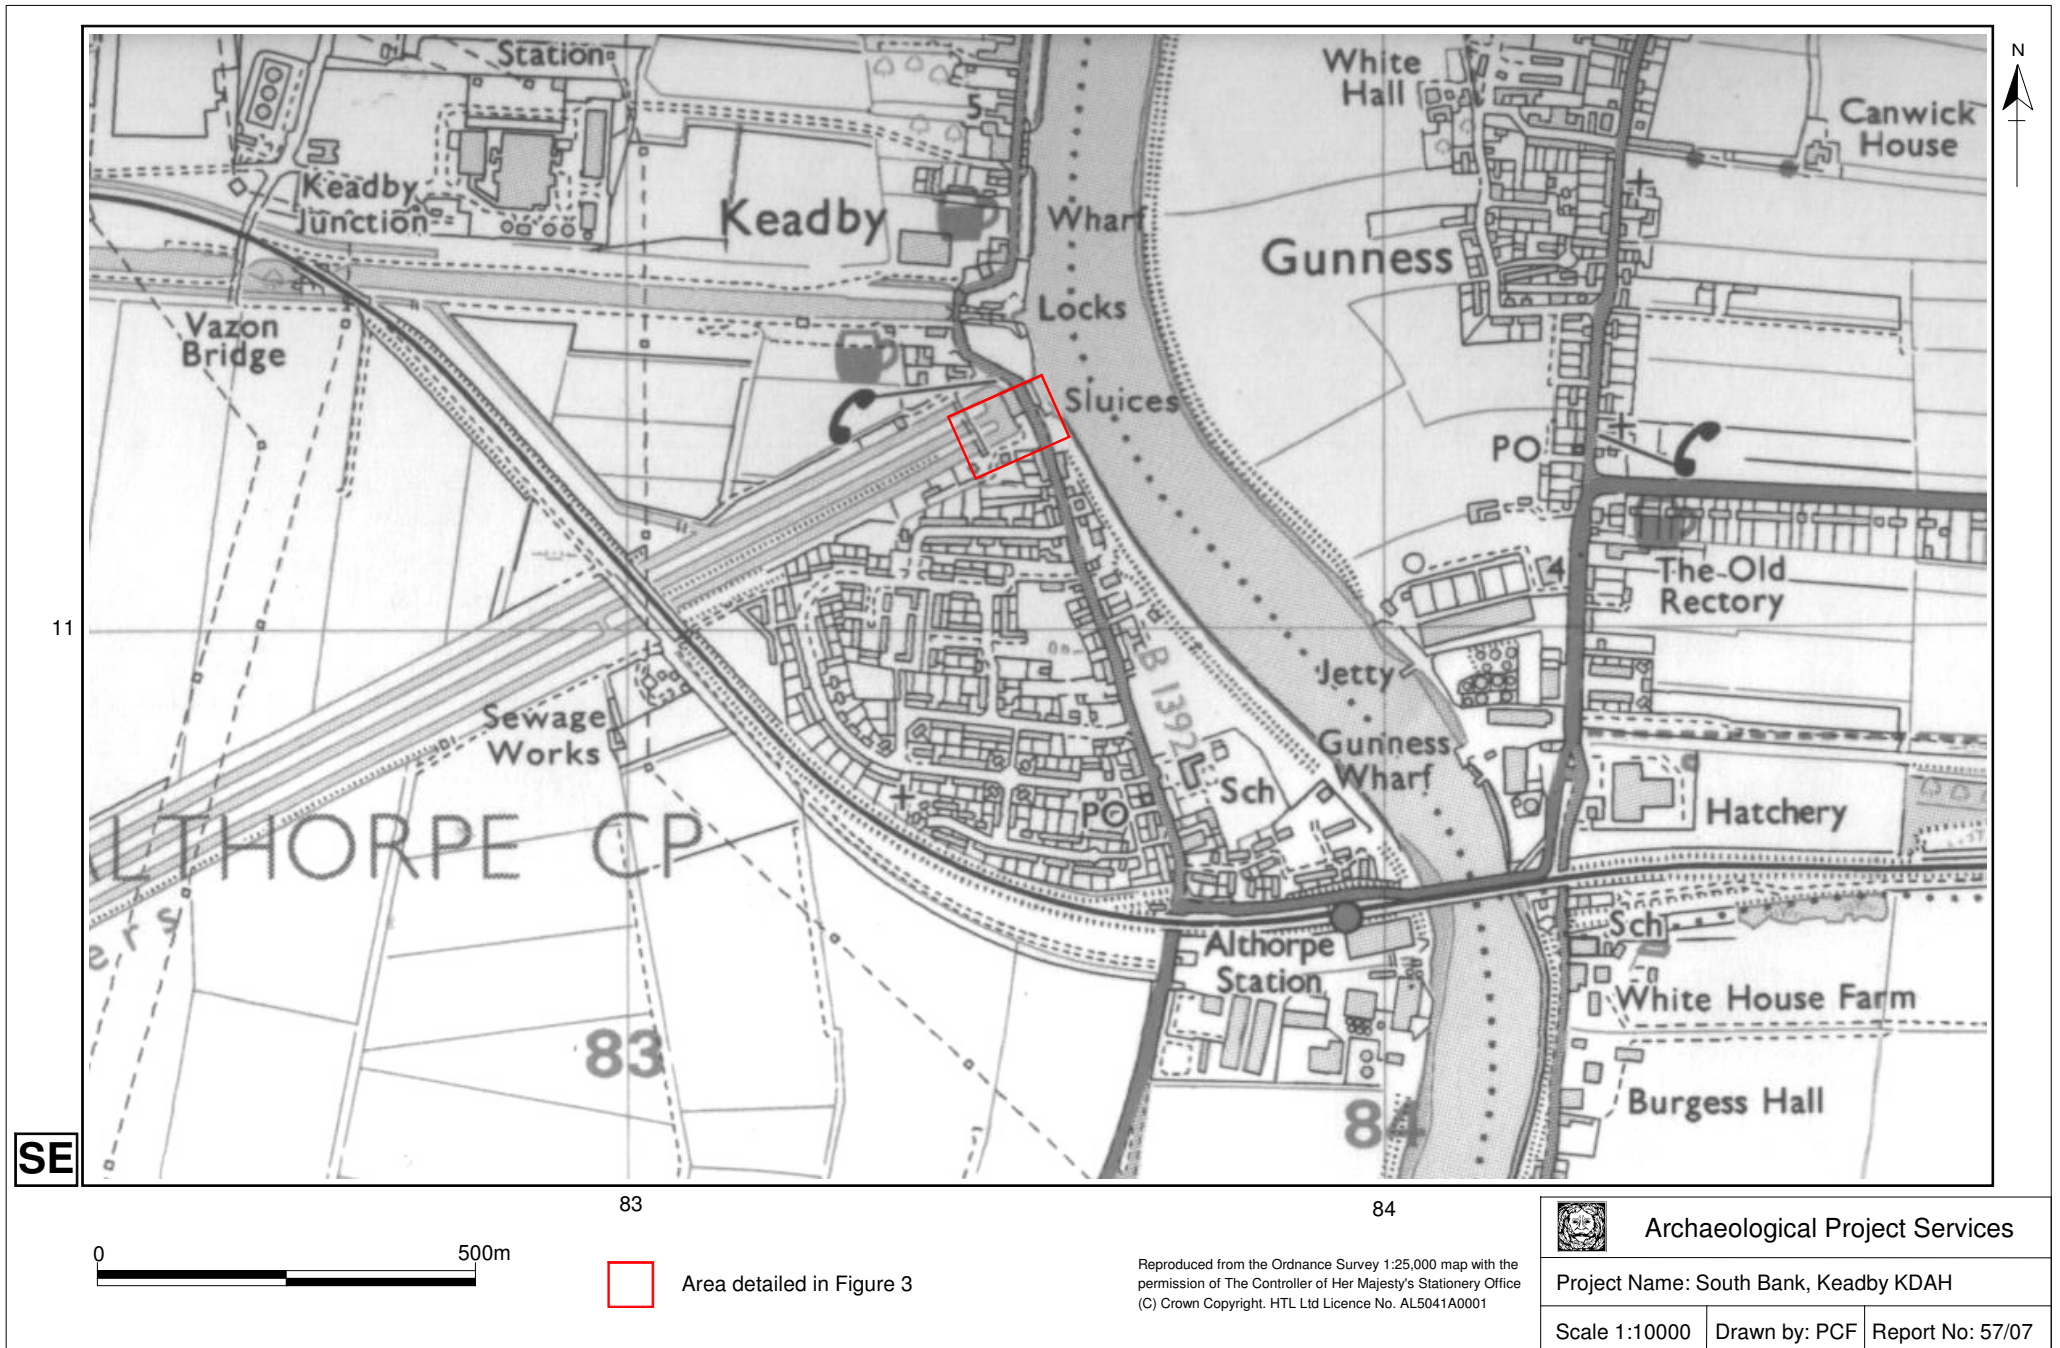 N
Station
White
Hall
5
Canwick
House
Keadby
Junction
Keadby
Wharf
Gunness
Locks
Vazon
Bridge
Sluices
PO
4
The Old
Rectory
11
Jetty
B 1392
Sewage
Works
Gunness
Wharf
Sch
PO
Hatchery
LTHORPE CP
ers
Sch
Althorpe
Station
White House Farm
83
84
Burgess Hall
SE
83
84
0
500m
Area detailed in Figure 3
Reproduced from the Ordnance Survey 1:25,000 map with the
permission of The Controller of Her Majesty's Stationery Office
(C) Crown Copyright. HTL Ltd Licence No. AL5041A0001
Archaeological Project Services
Project Name: South Bank, Keadby KDAH
Scale 1:10000
Drawn by: PCF
Report No: 57/07